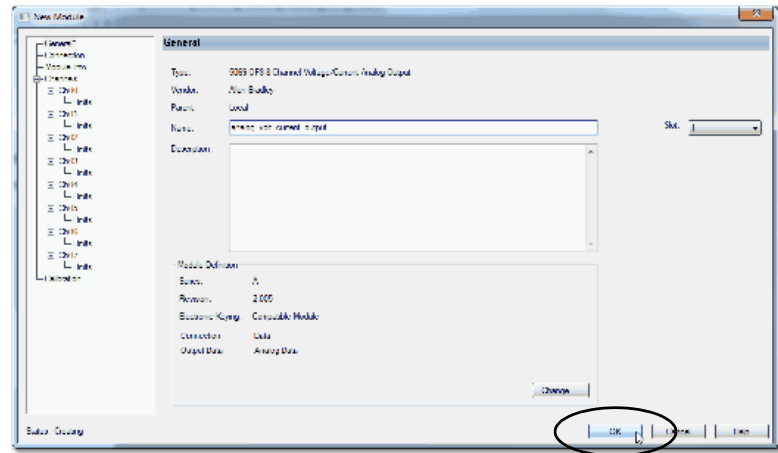 New Module
General*
Connection
Module Info
Channels
Ch00
Limits
Ch01
Limits
Ch02
Limits
Ch03
Limits
Ch04
Limits
Ch05
Limits
Ch06
Limits
Ch07
Limits
Calibration
General
Type: 5069-OF8 8 Channel Voltage/Current Analog Output
Vendor: Allen-Bradley
Parent: Local
Name: analog current output
Slot: 1
Description:
Module Definition
Series: A
Revision: 2.005
Electronic Keying: Compatible Module
Connection: Data
Output Data: Analog Data
Change...
Status: Creating
OK
Cancel
Help